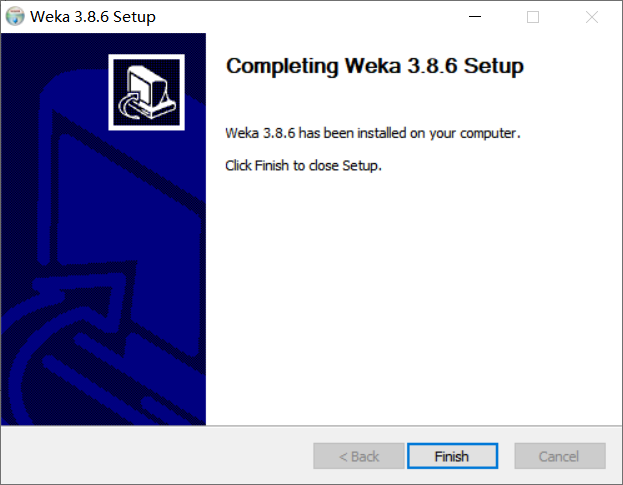 Weka 3.8.6 Setup
Completing Weka 3.8.6 Setup
Weka 3.8.6 has been installed on your computer.
Click Finish to close Setup.
< Back
Finish
Cancel